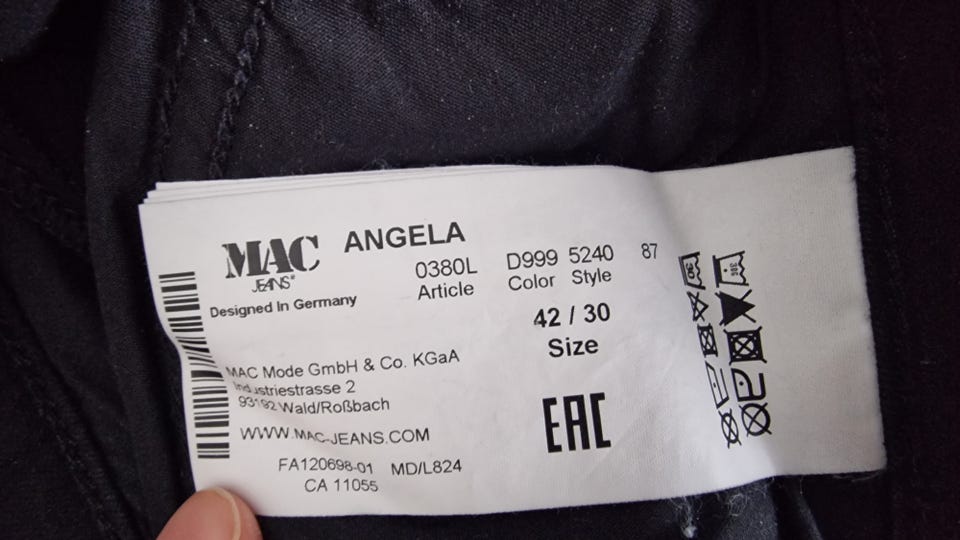 MAC ANGELA
JEANS
Designed In Germany
0380L D999 5240 87
Article Color Style
42 / 30
Size
MAC Mode GmbH & Co. KGaA
Industriestrasse 2
93192 Wald/Roßbach
WWW.MAC-JEANS.COM
FA120698-01 MD/L824
CA 11055
EAC
30